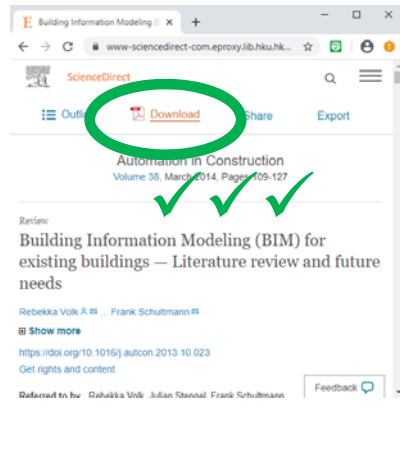 Building Information Modeling (
www-sciencedirect-com.eproxy.lib.hku.hk...
ScienceDirect
Download
Share
Export
Automation in Construction
Volume 38, March 2014, Pages 109-127
Review
Building Information Modeling (BIM) for
existing buildings — Literature review and future
needs
Rebekka Volk ... Frank Schultmann
Show more
https://doi.org/10.1016/j.autcon.2013.10.023
Get rights and content
Feedback
Referred to by Rebekka Volk, Julian Stengel, Frank Schultmann